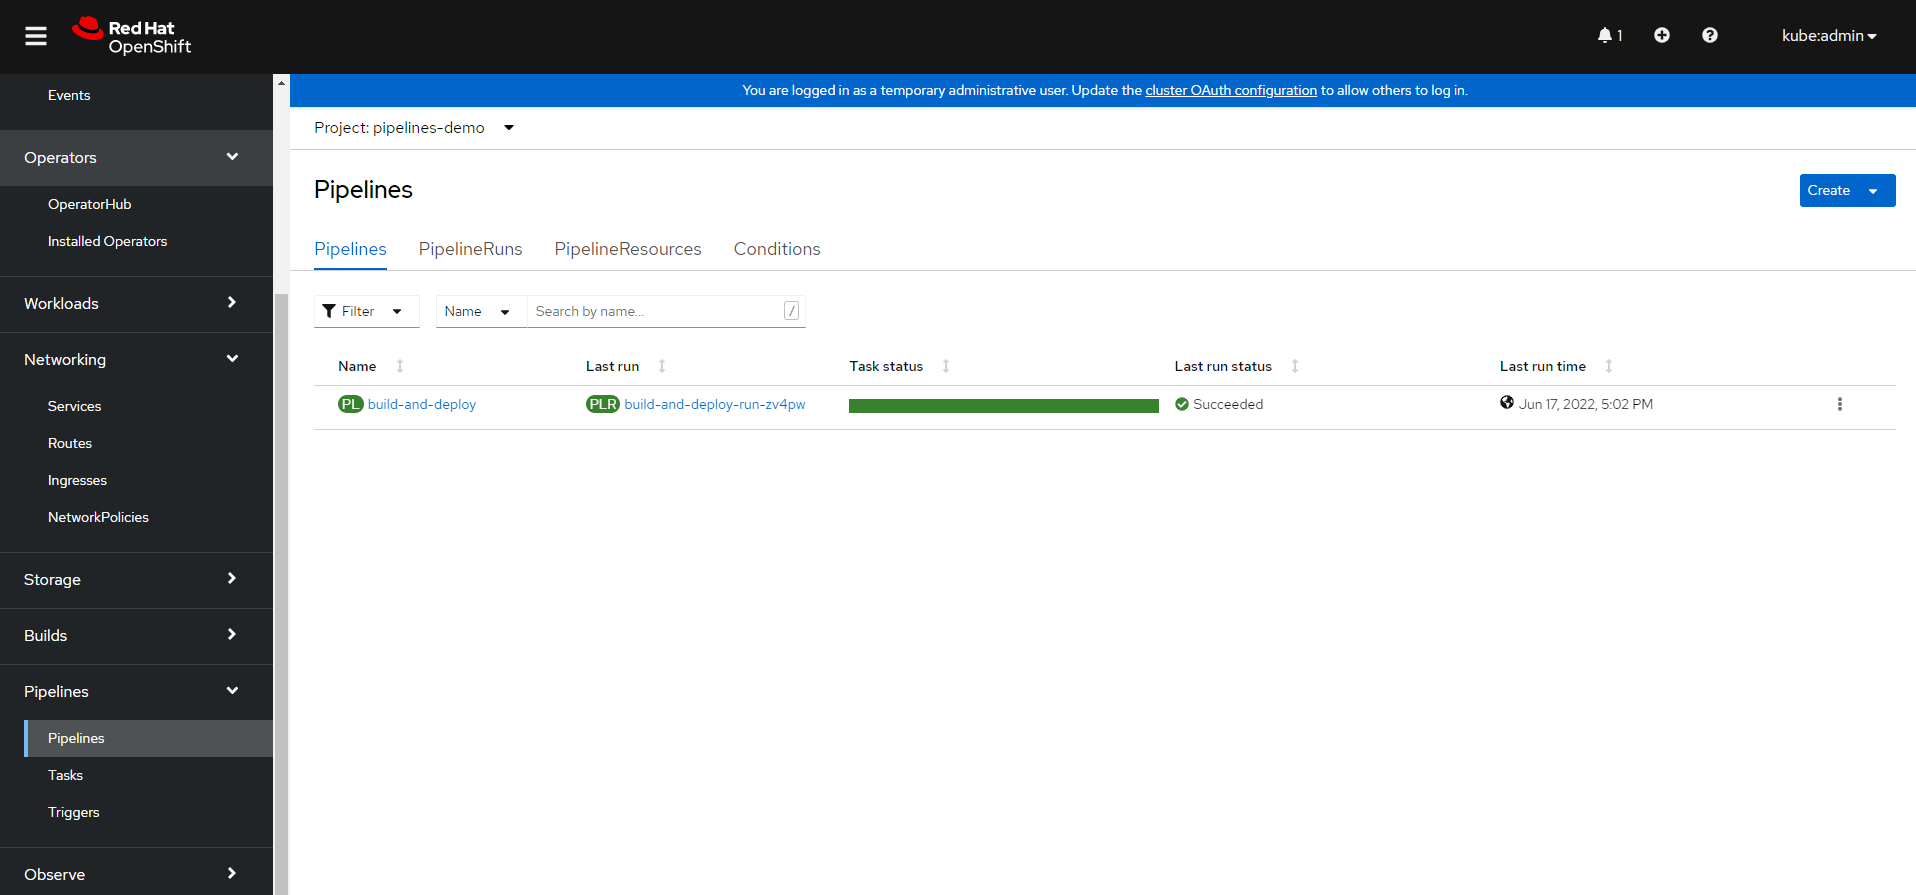 Red Hat
OpenShift
1
kube:admin
Events
Operators
OperatorHub
Installed Operators
Workloads
Networking
Services
Routes
Ingresses
NetworkPolicies
Storage
Builds
Pipelines
Pipelines
Tasks
Triggers
Observe
You are logged in as a temporary administrative user. Update the cluster OAuth configuration to allow others to log in.
Project: pipelines-demo
Pipelines
Create
Pipelines PipelineRuns PipelineResources Conditions
Filter Name Search by name... /
Name Last run Task status Last run status Last run time
PL build-and-deploy PLR build-and-deploy-run-zv4pw Succeeded Jun 17, 2022, 5:02 PM